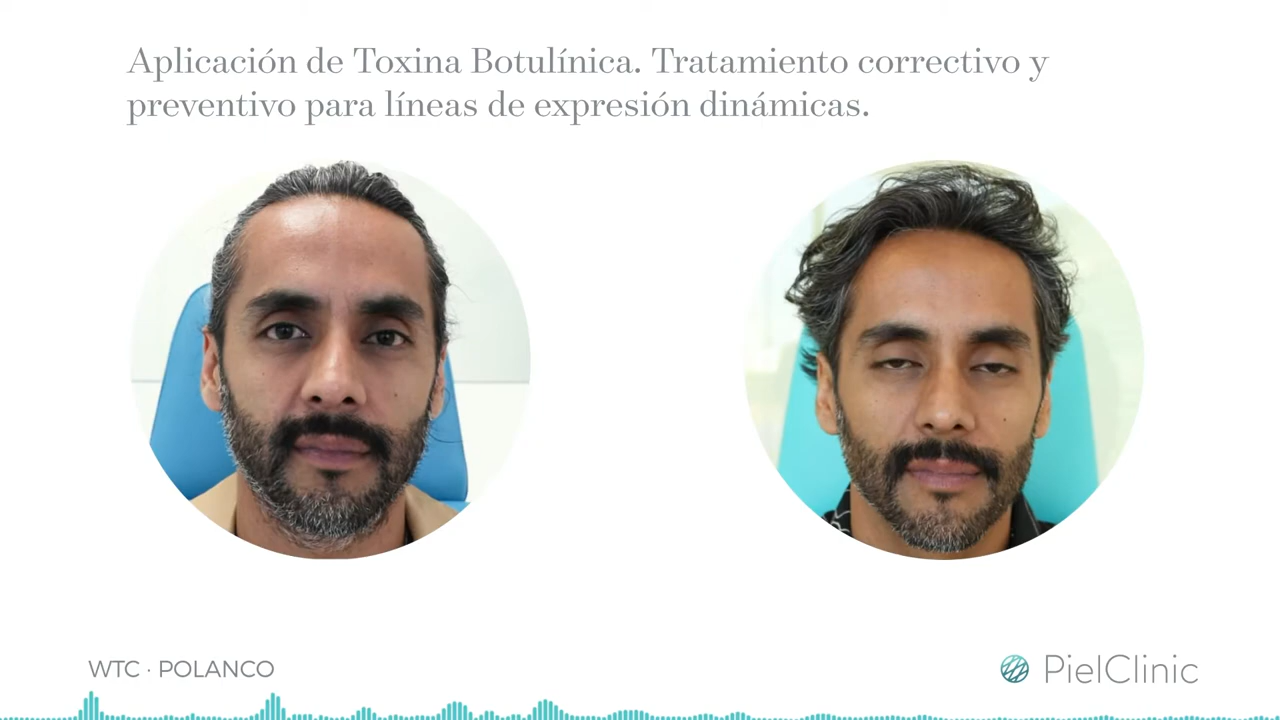 Aplicación de Toxina Botulínica. Tratamiento correctivo y
preventivo para líneas de expresión dinámicas.
WTC · POLANCO
PielClinic